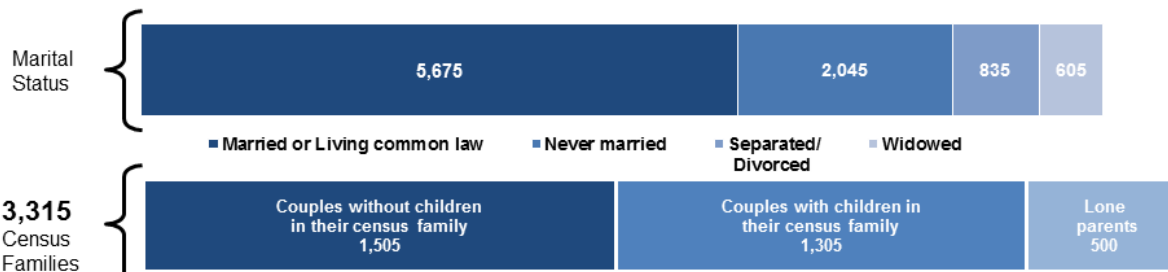 Marital
Status
5,675
2,045
835
605
Married or Living common law
Never married
Separated/
Divorced
Widowed
3,315
Census
Families
Couples without children
in their census family
1,505
Couples with children in
their census family
1,305
Lone
parents
500